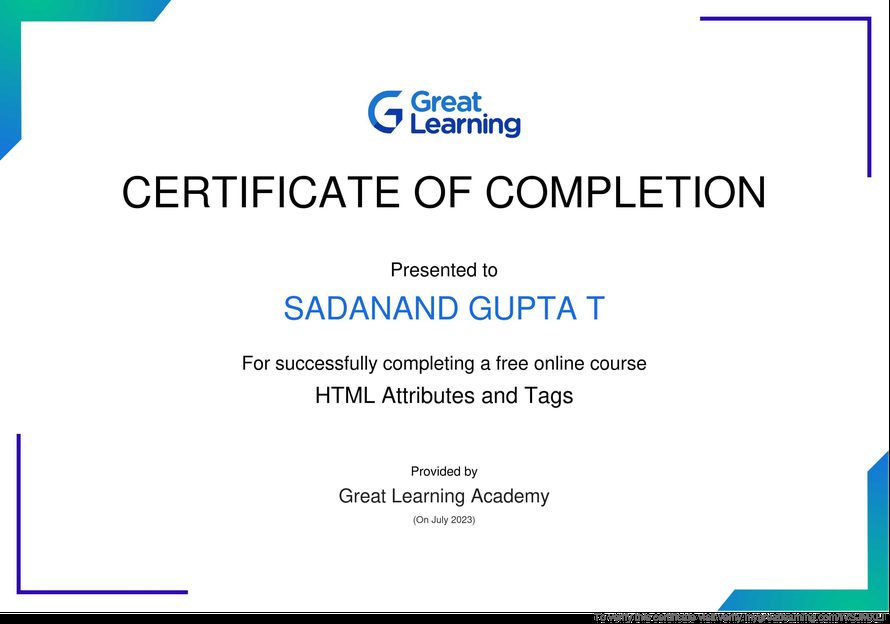 Great
Learning
CERTIFICATE OF COMPLETION
Presented to
SADANAND GUPTA T
For successfully completing a free online course
HTML Attributes and Tags
Provided by
Great Learning Academy
(On July 2023)